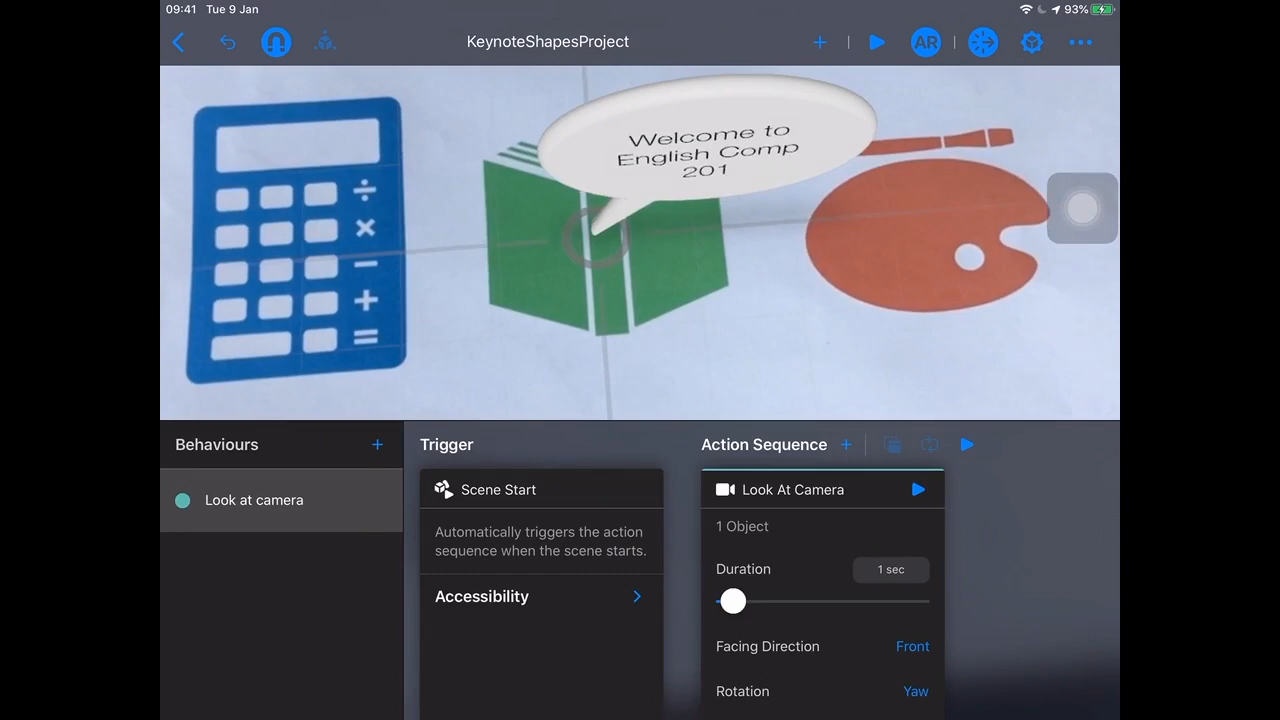 09:41 Tue 9 Jan
93%
KeynoteShapesProject
AR
Welcome to
English Comp
201
÷
×
−
+
=
Behaviours
Look at camera
Trigger
Scene Start
Automatically triggers the action
sequence when the scene starts.
Accessibility
Action Sequence
Look At Camera
1 Object
Duration 1 sec
Facing Direction Front
Rotation Yaw